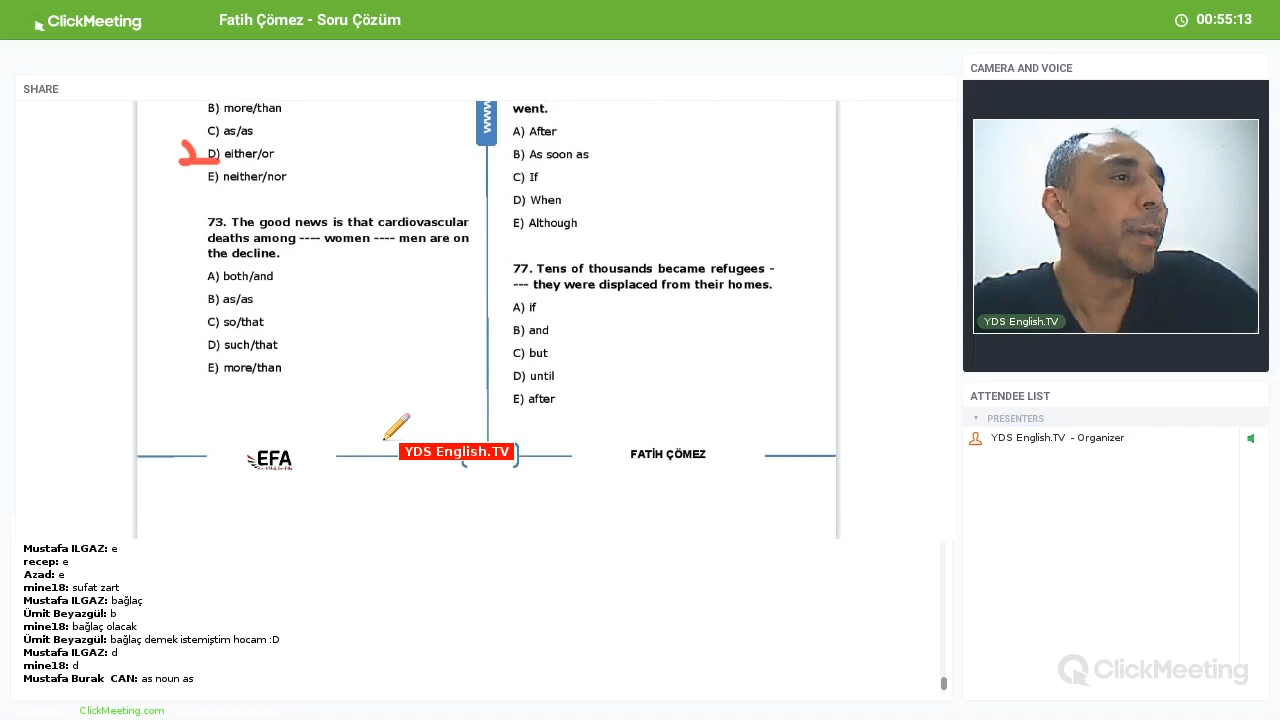 ClickMeeting
Fatih Çömez - Soru Çözüm
00:55:13
SHARE
B) more/than
C) as/as
D) either/or
E) neither/nor
73. The good news is that cardiovascular
deaths among ---- women ---- men are on
the decline.
A) both/and
B) as/as
C) so/that
D) such/that
E) more/than
went.
A) After
B) As soon as
C) If
D) When
E) Although
77. Tens of thousands became refugees -
--- they were displaced from their homes.
A) if
B) and
C) but
D) until
E) after
EFA
YDS English.TV
FATİH ÇÖMEZ
CAMERA AND VOICE
YDS English.TV
ATTENDEE LIST
PRESENTERS
YDS English.TV - Organizer
Mustafa ILGAZ: e
recep: e
Azad: e
mine18: sufat zart
Mustafa ILGAZ: bağlaç
Ümit Beyazgül: b
mine18: bağlaç olacak
Ümit Beyazgül: bağlaç demek istemiştim hocam :D
Mustafa ILGAZ: d
mine18: d
Mustafa Burak CAN: as noun as
ClickMeeting
ClickMeeting.com